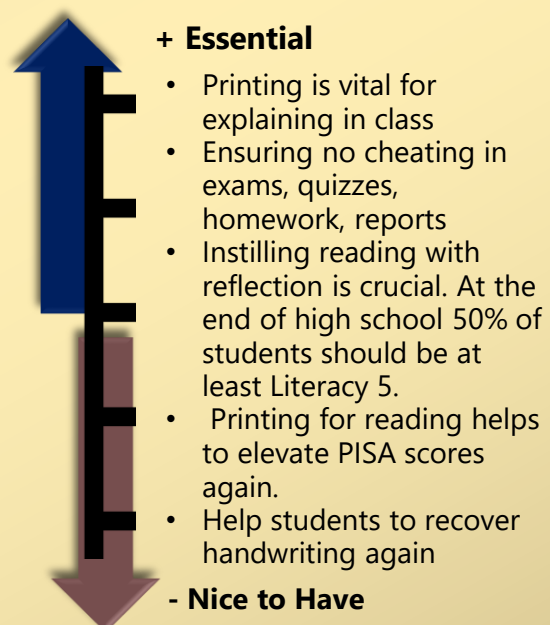 + Essential
• Printing is vital for
explaining in class
• Ensuring no cheating in
exams, quizzes,
homework, reports
• Instilling reading with
reflection is crucial. At the
end of high school 50% of
students should be at
least Literacy 5.
• Printing for reading helps
to elevate PISA scores
again.
• Help students to recover
handwriting again
- Nice to Have